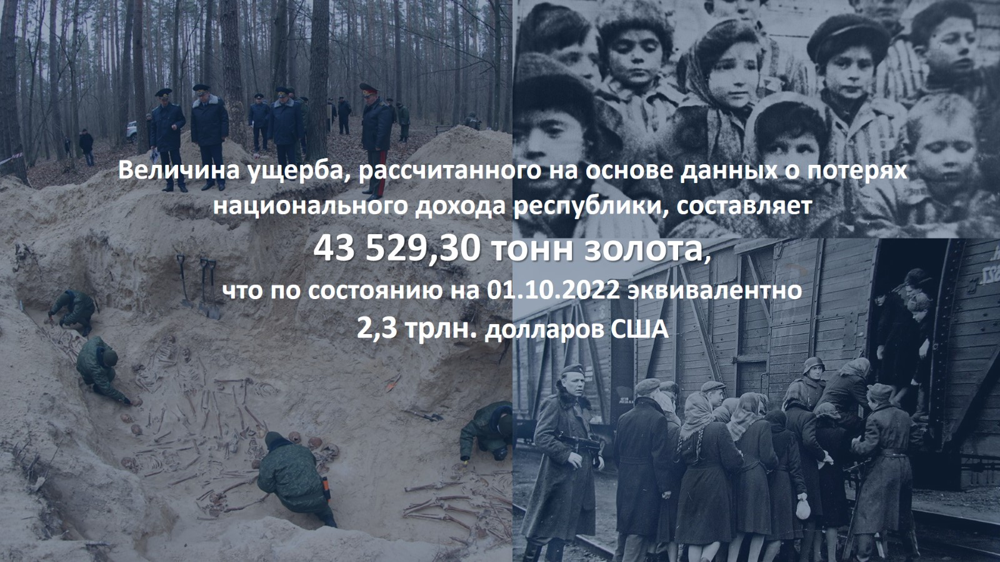 Величина ущерба, рассчитанного на основе данных о потерях
национального дохода республики, составляет
43 529,30 тонн золота,
что по состоянию на 01.10.2022 эквивалентно
2,3 трлн. долларов США